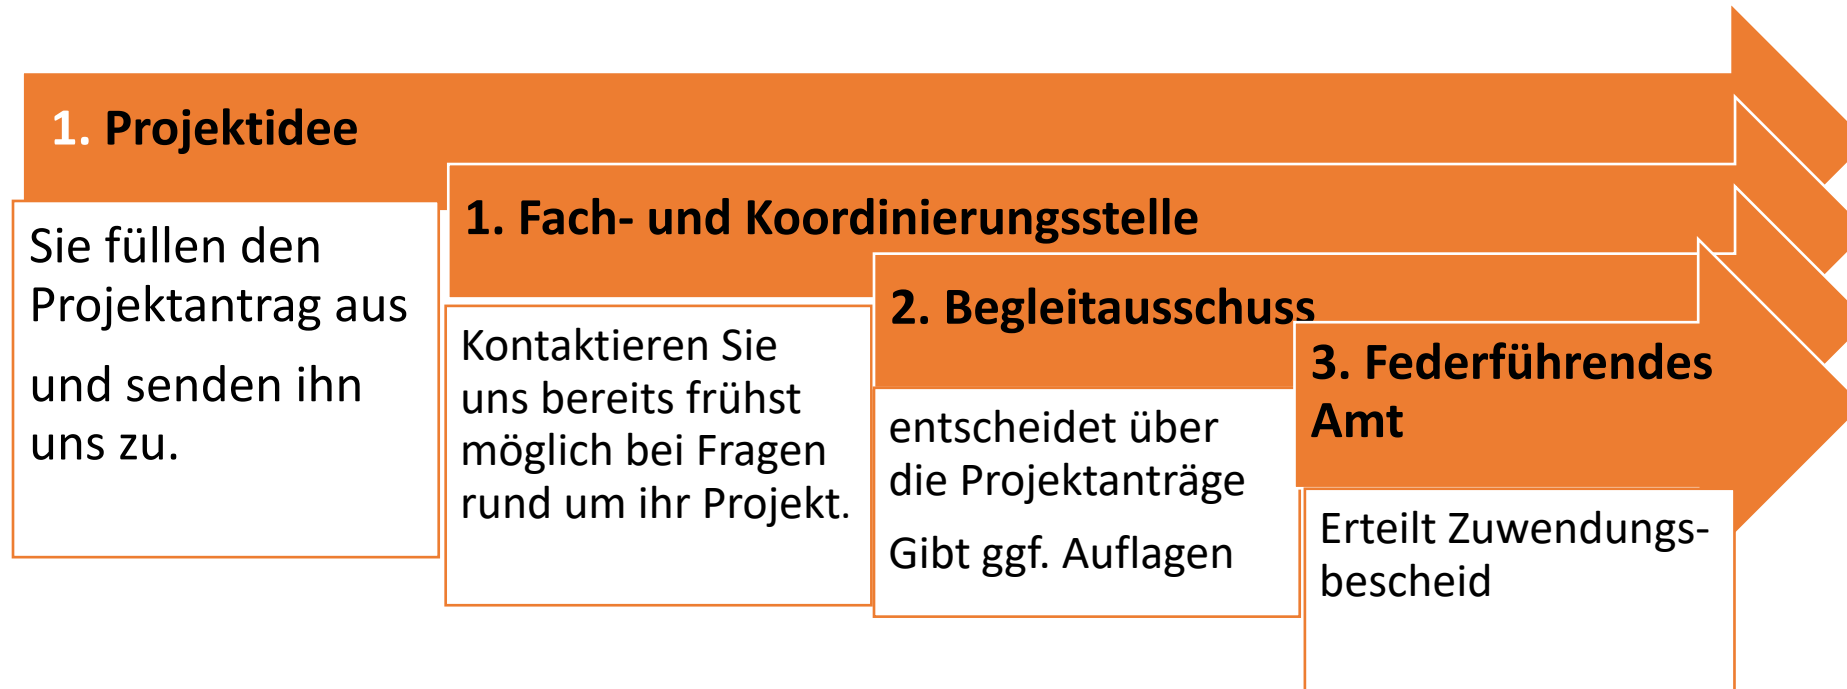 1. Projektidee
Sie füllen den
Projektantrag aus
und senden ihn
uns zu.
1. Fach- und Koordinierungsstelle
Kontaktieren Sie
uns bereits frühst
möglich bei Fragen
rund um ihr Projekt.
2. Begleitausschuss
entscheidet über
die Projektanträge
Gibt ggf. Auflagen
3. Federführendes
Amt
Erteilt Zuwendungs-
bescheid